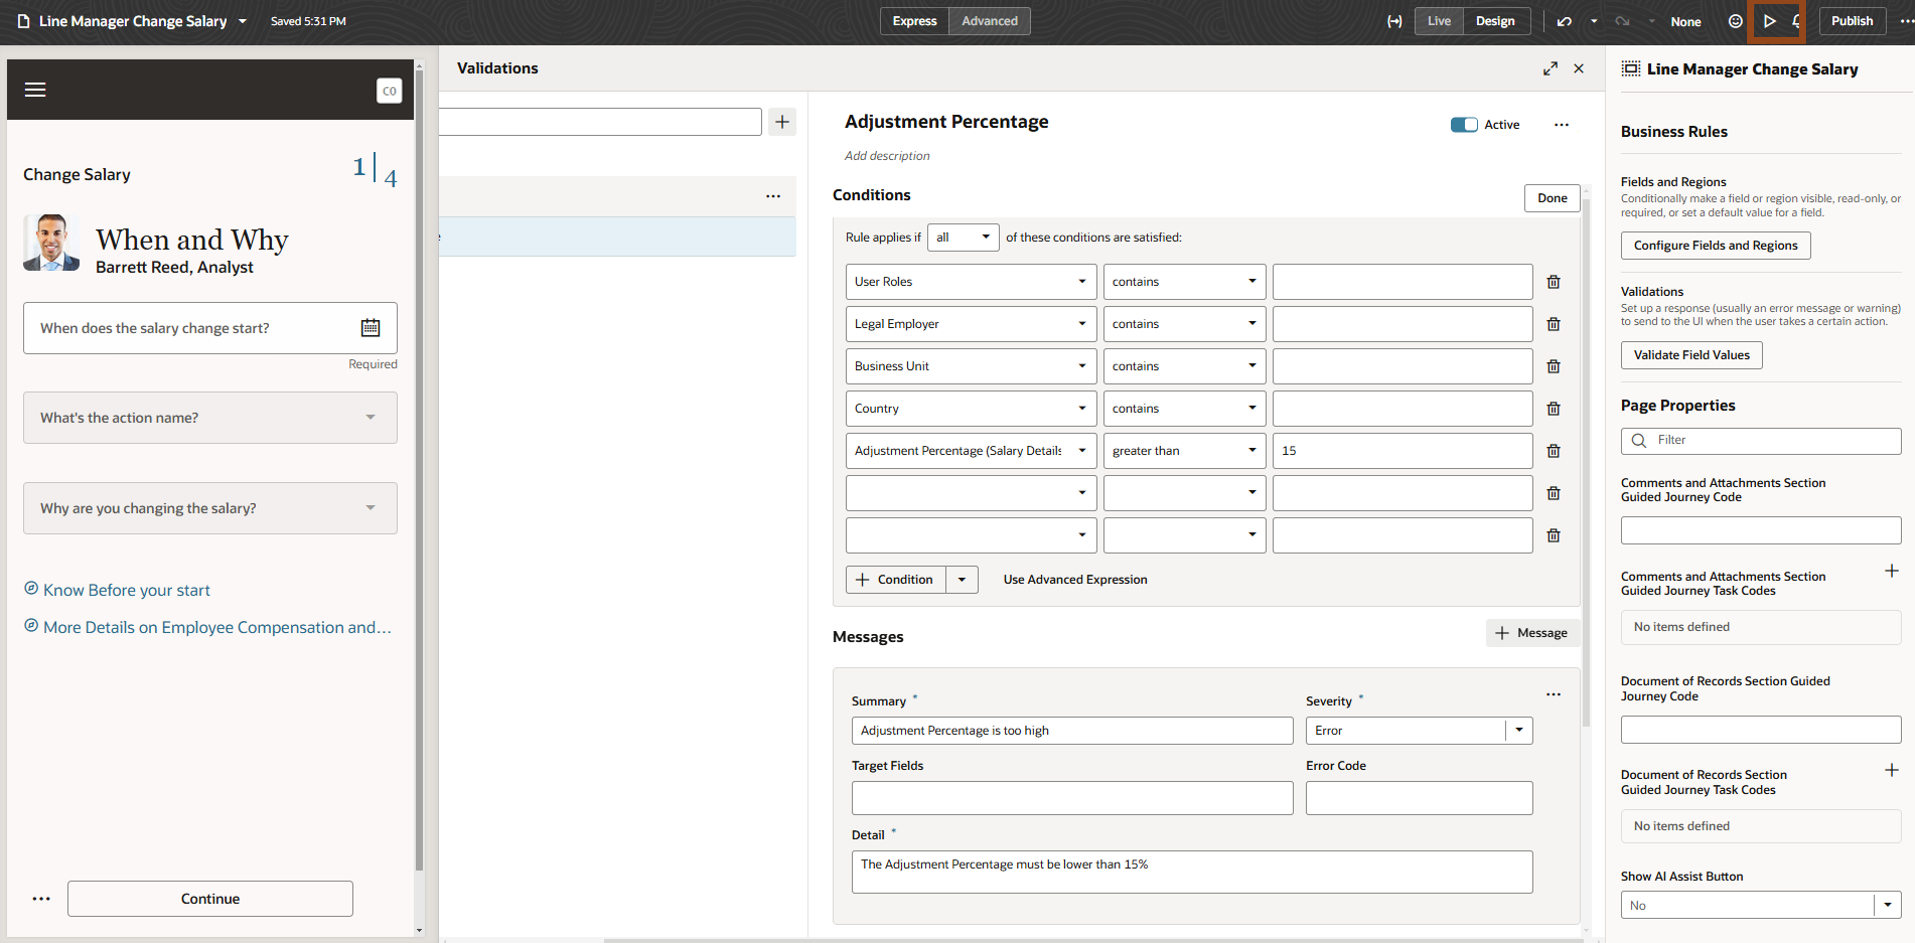 Line Manager Change Salary
Saved 5:31 PM
Express
Advanced
Live
Design
None
Publish
CO
Change Salary
1
4
When and Why
Barrett Reed, Analyst
When does the salary change start?
Required
What's the action name?
Why are you changing the salary?
Know Before your start
More Details on Employee Compensation and...
Continue
Validations
Adjustment Percentage
Active
Add description
Conditions
Done
Rule applies if
all
of these conditions are satisfied:
User Roles
contains
Legal Employer
contains
Business Unit
contains
Country
contains
Adjustment Percentage (Salary Details
greater than
15
Condition
Use Advanced Expression
Messages
Message
Summary *
Severity *
Adjustment Percentage is too high
Error
Target Fields
Error Code
Detail *
The Adjustment Percentage must be lower than 15%
Line Manager Change Salary
Business Rules
Fields and Regions
Conditionally make a field or region visible, read-only, or
required, or set a default value for a field.
Configure Fields and Regions
Validations
Set up a response (usually an error message or warning)
to send to the UI when the user takes a certain action.
Validate Field Values
Page Properties
Filter
Comments and Attachments Section
Guided Journey Code
Comments and Attachments Section
Guided Journey Task Codes
No items defined
Document of Records Section Guided
Journey Code
Document of Records Section
Guided Journey Task Codes
No items defined
Show AI Assist Button
No